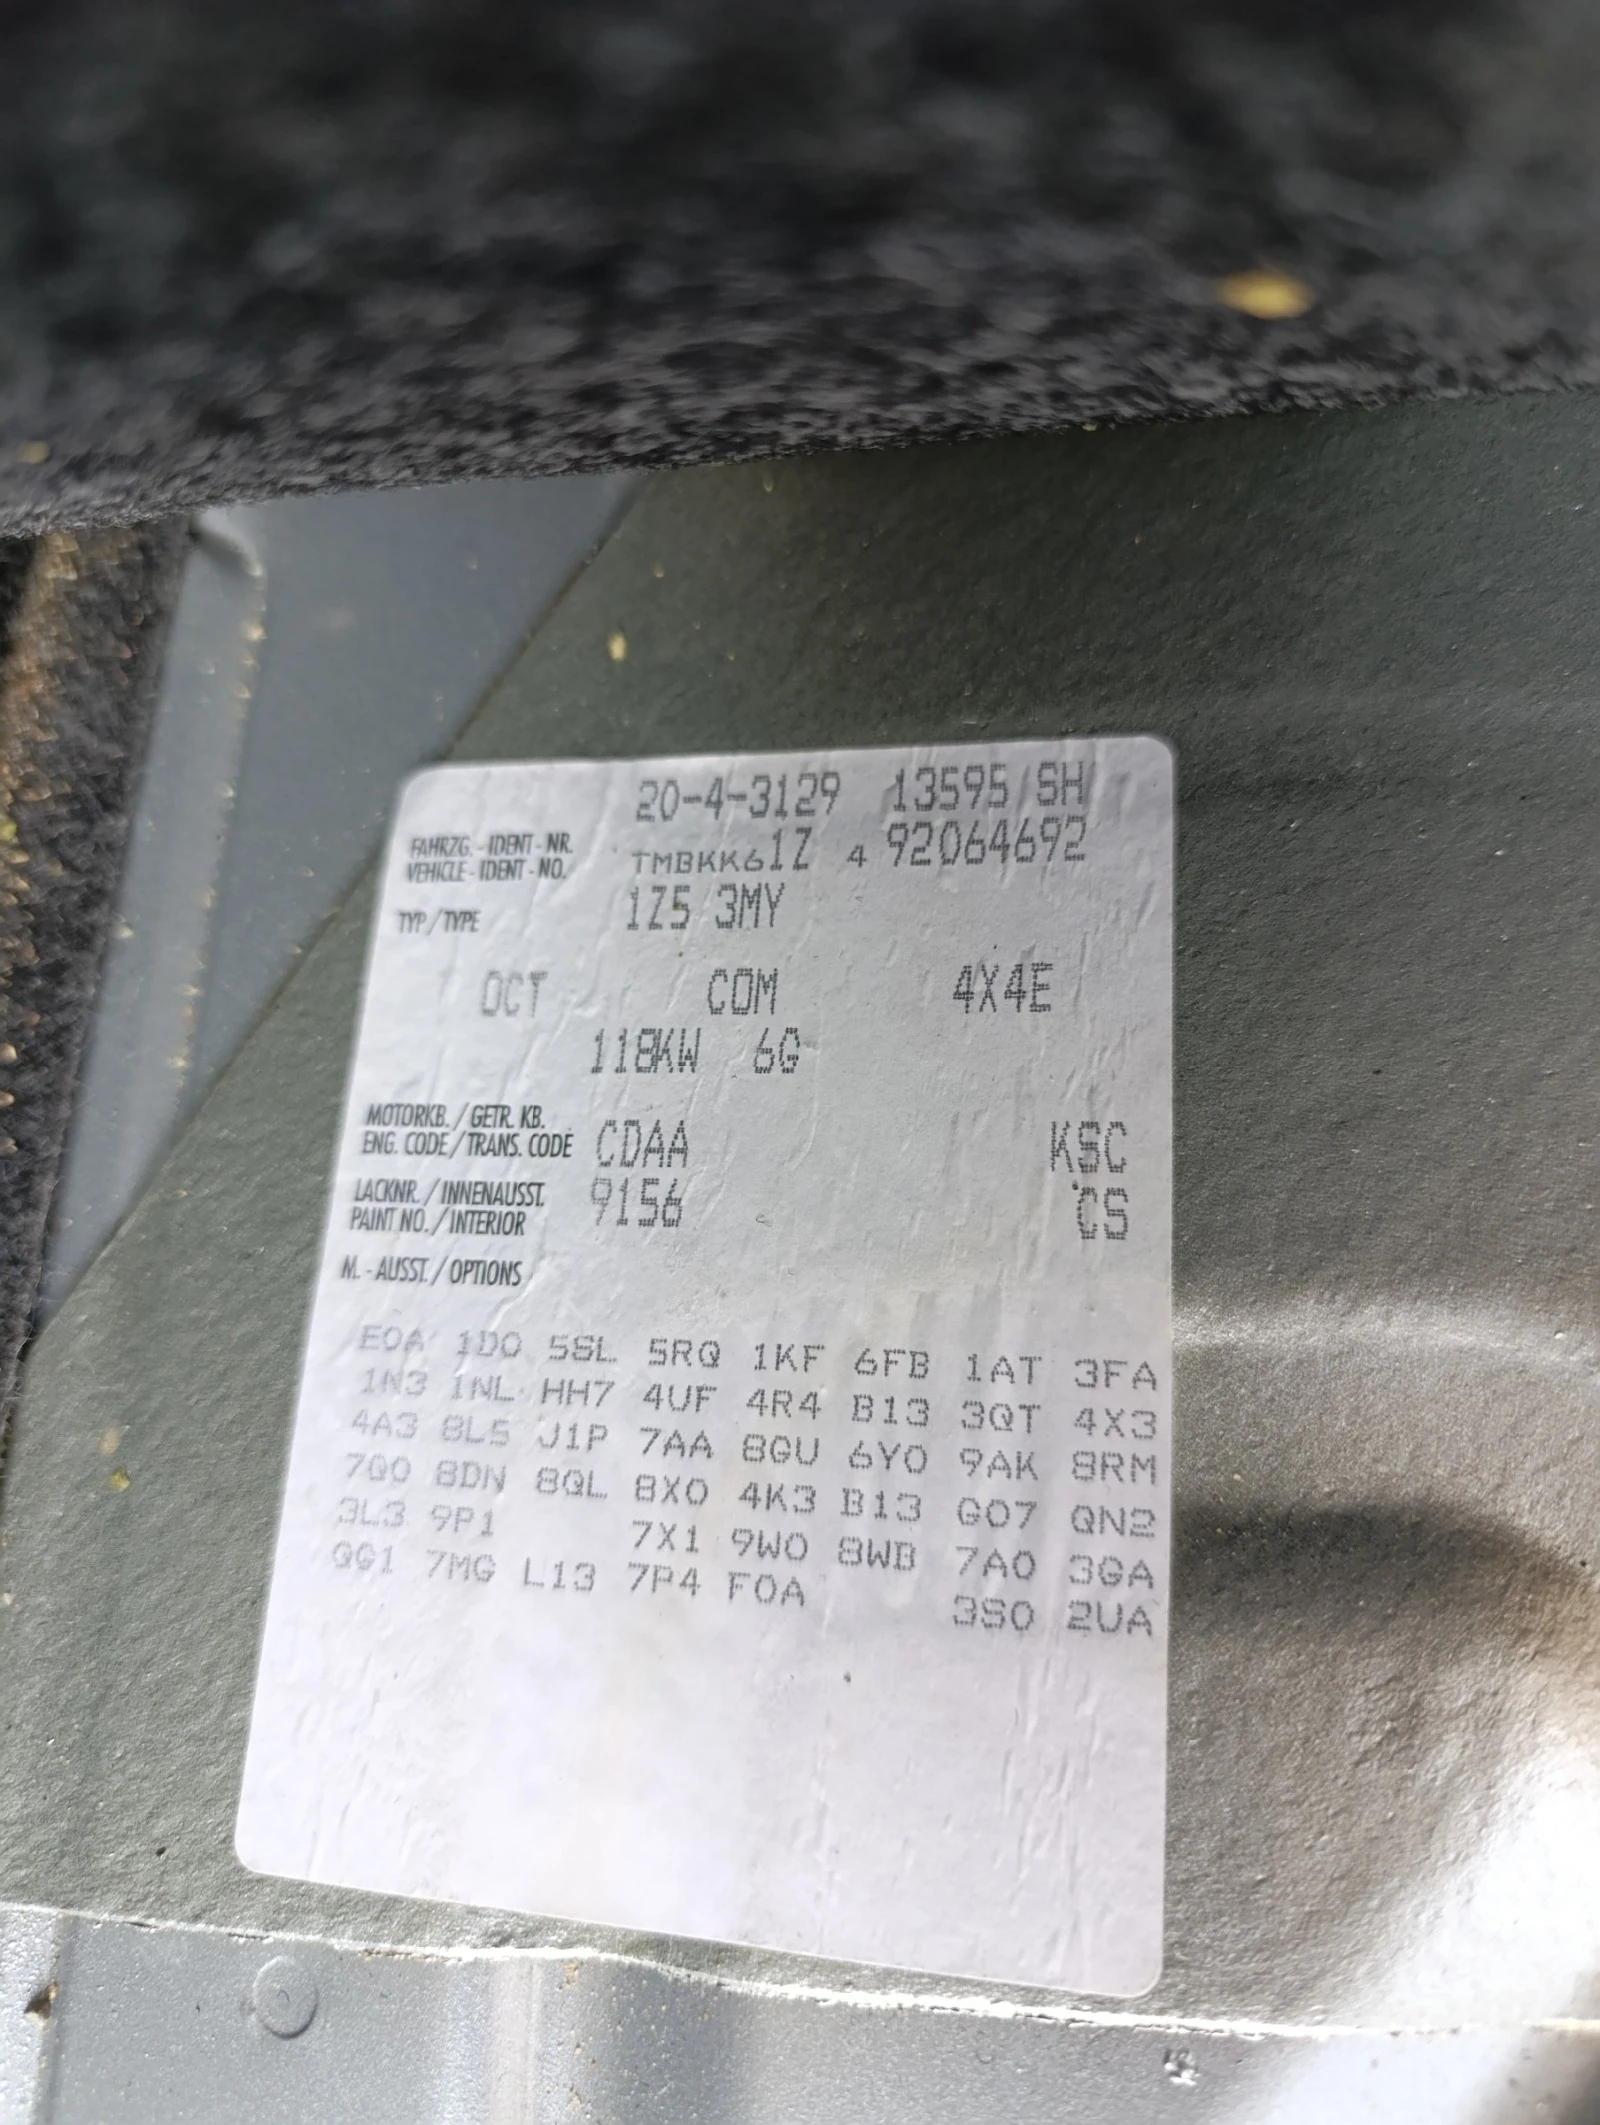 20-4-3129 13595 SH
FAHRZG. - IDENT - NR.
VEHICLE - IDENT - NO. TMBKK61Z 4 92064692
TYP / TYPE 1Z5 3MY
OCT COM 4X4E
118KW 6G
MOTORKB. / GETR. KB.
ENG. CODE / TRANS. CODE CDAA KSC
LACKNR. / INNENAUSST. 9156 CS
PAINT NO. / INTERIOR
M. - AUSST. / OPTIONS
E0A 1D0 5SL 5RQ 1KF 6FB 1AT 3FA
1N3 1NL HH7 4UF 4R4 B13 3QT 4X3
4A3 8L5 J1P 7AA 8GU 6Y0 9AK 8RM
7Q0 8DN 8QL 8X0 4K3 B13 G07 QN2
3L3 9P1 7X1 9W0 8WB 7A0 3GA
QG1 7MG L13 7P4 F0A 3S0 2UA